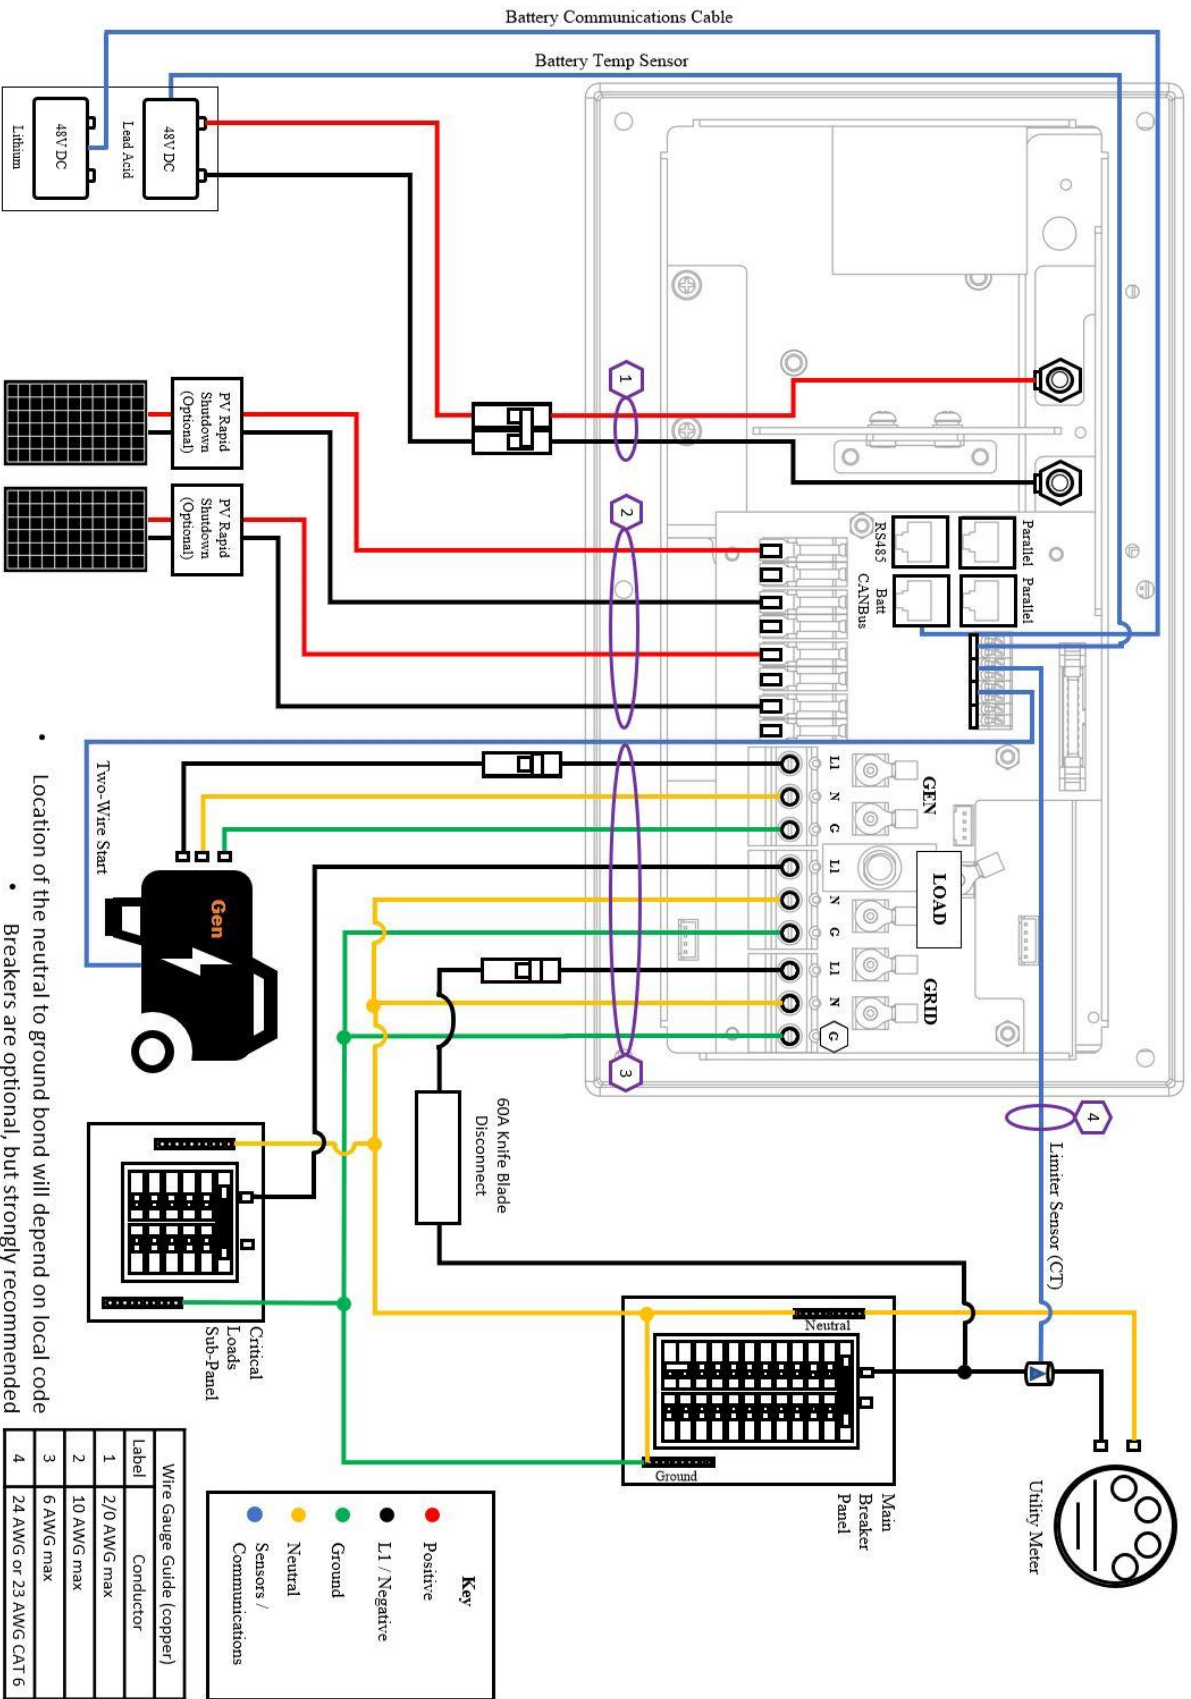 Battery Communications Cable
Battery Temp Sensor
48V DC
Lithium
48V DC
Lead Acid
PV Rapid
Shutdown
(Optional)
PV Rapid
Shutdown
(Optional)
1
2
3
4
RS485
Parallel
Batt
CANBus
Parallel
GEN
L1
N
G
LOAD
L1
N
G
GRID
L1
N
G
Two-Wire Start
Gen
60A Knife Blade
Disconnect
Limiter Sensor (CT)
Critical
Loads
Sub-Panel
Neutral
Ground
Main
Breaker
Panel
Utility Meter
• Location of the neutral to ground bond will depend on local code
• Breakers are optional, but strongly recommended
Key
Positive
L1 / Negative
Ground
Neutral
Sensors /
Communications
Wire Gauge Guide (copper)
Label Conductor
1 2/0 AWG max
2 10 AWG max
3 6 AWG max
4 24 AWG or 23 AWG CAT 6